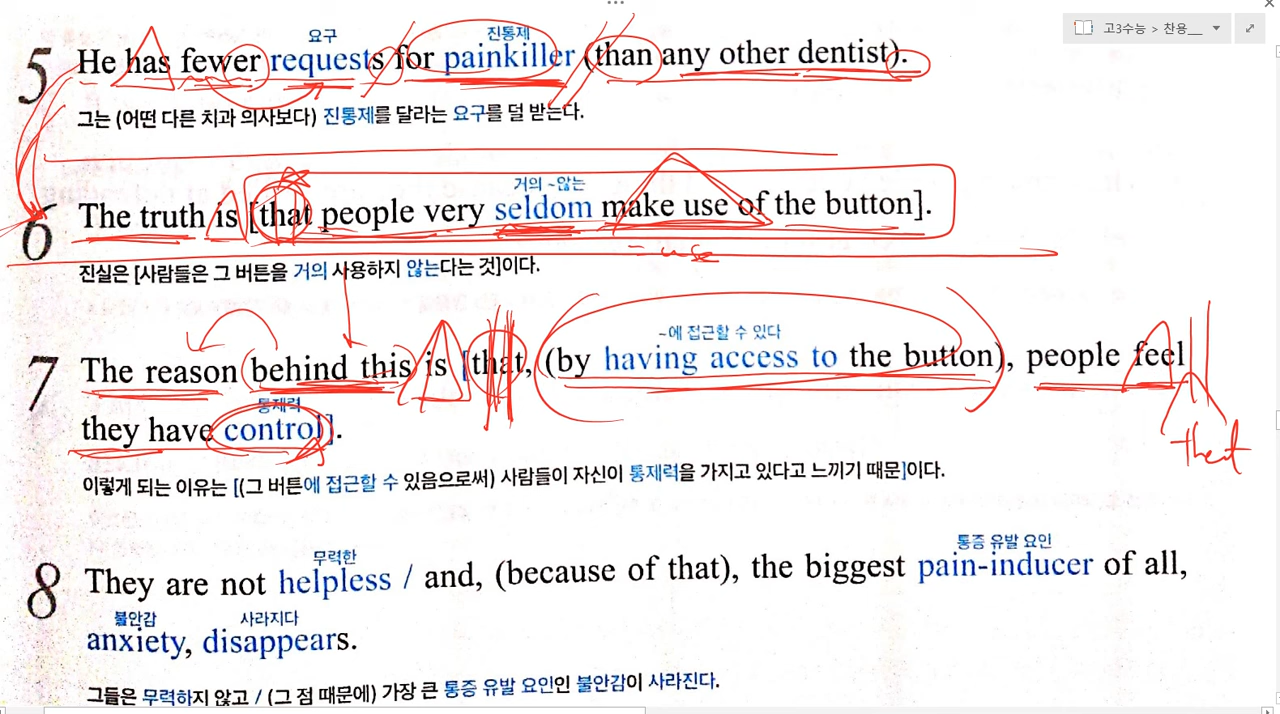 고3수능 > 찬용__
요구
진통제
5 He has fewer requests for painkiller (than any other dentist).
그는 (어떤 다른 치과 의사보다) 진통제를 달라는 요구를 덜 받는다.
거의 ~않는
6 The truth is [that people very seldom make use of the button].
= use
진실은 [사람들은 그 버튼을 거의 사용하지 않는다는 것]이다.
~에 접근할 수 있다
7 The reason (behind this) is [that, (by having access to the button), people feel
that
통제력
they have control].
이렇게 되는 이유는 [(그 버튼에 접근할 수 있음으로써) 사람들이 자신이 통제력을 가지고 있다고 느끼기 때문]이다.
무력한
통증 유발 요인
8 They are not helpless / and, (because of that), the biggest pain-inducer of all,
불안감
사라지다
anxiety, disappears.
그들은 무력하지 않고 / (그 점 때문에) 가장 큰 통증 유발 요인인 불안감이 사라진다.